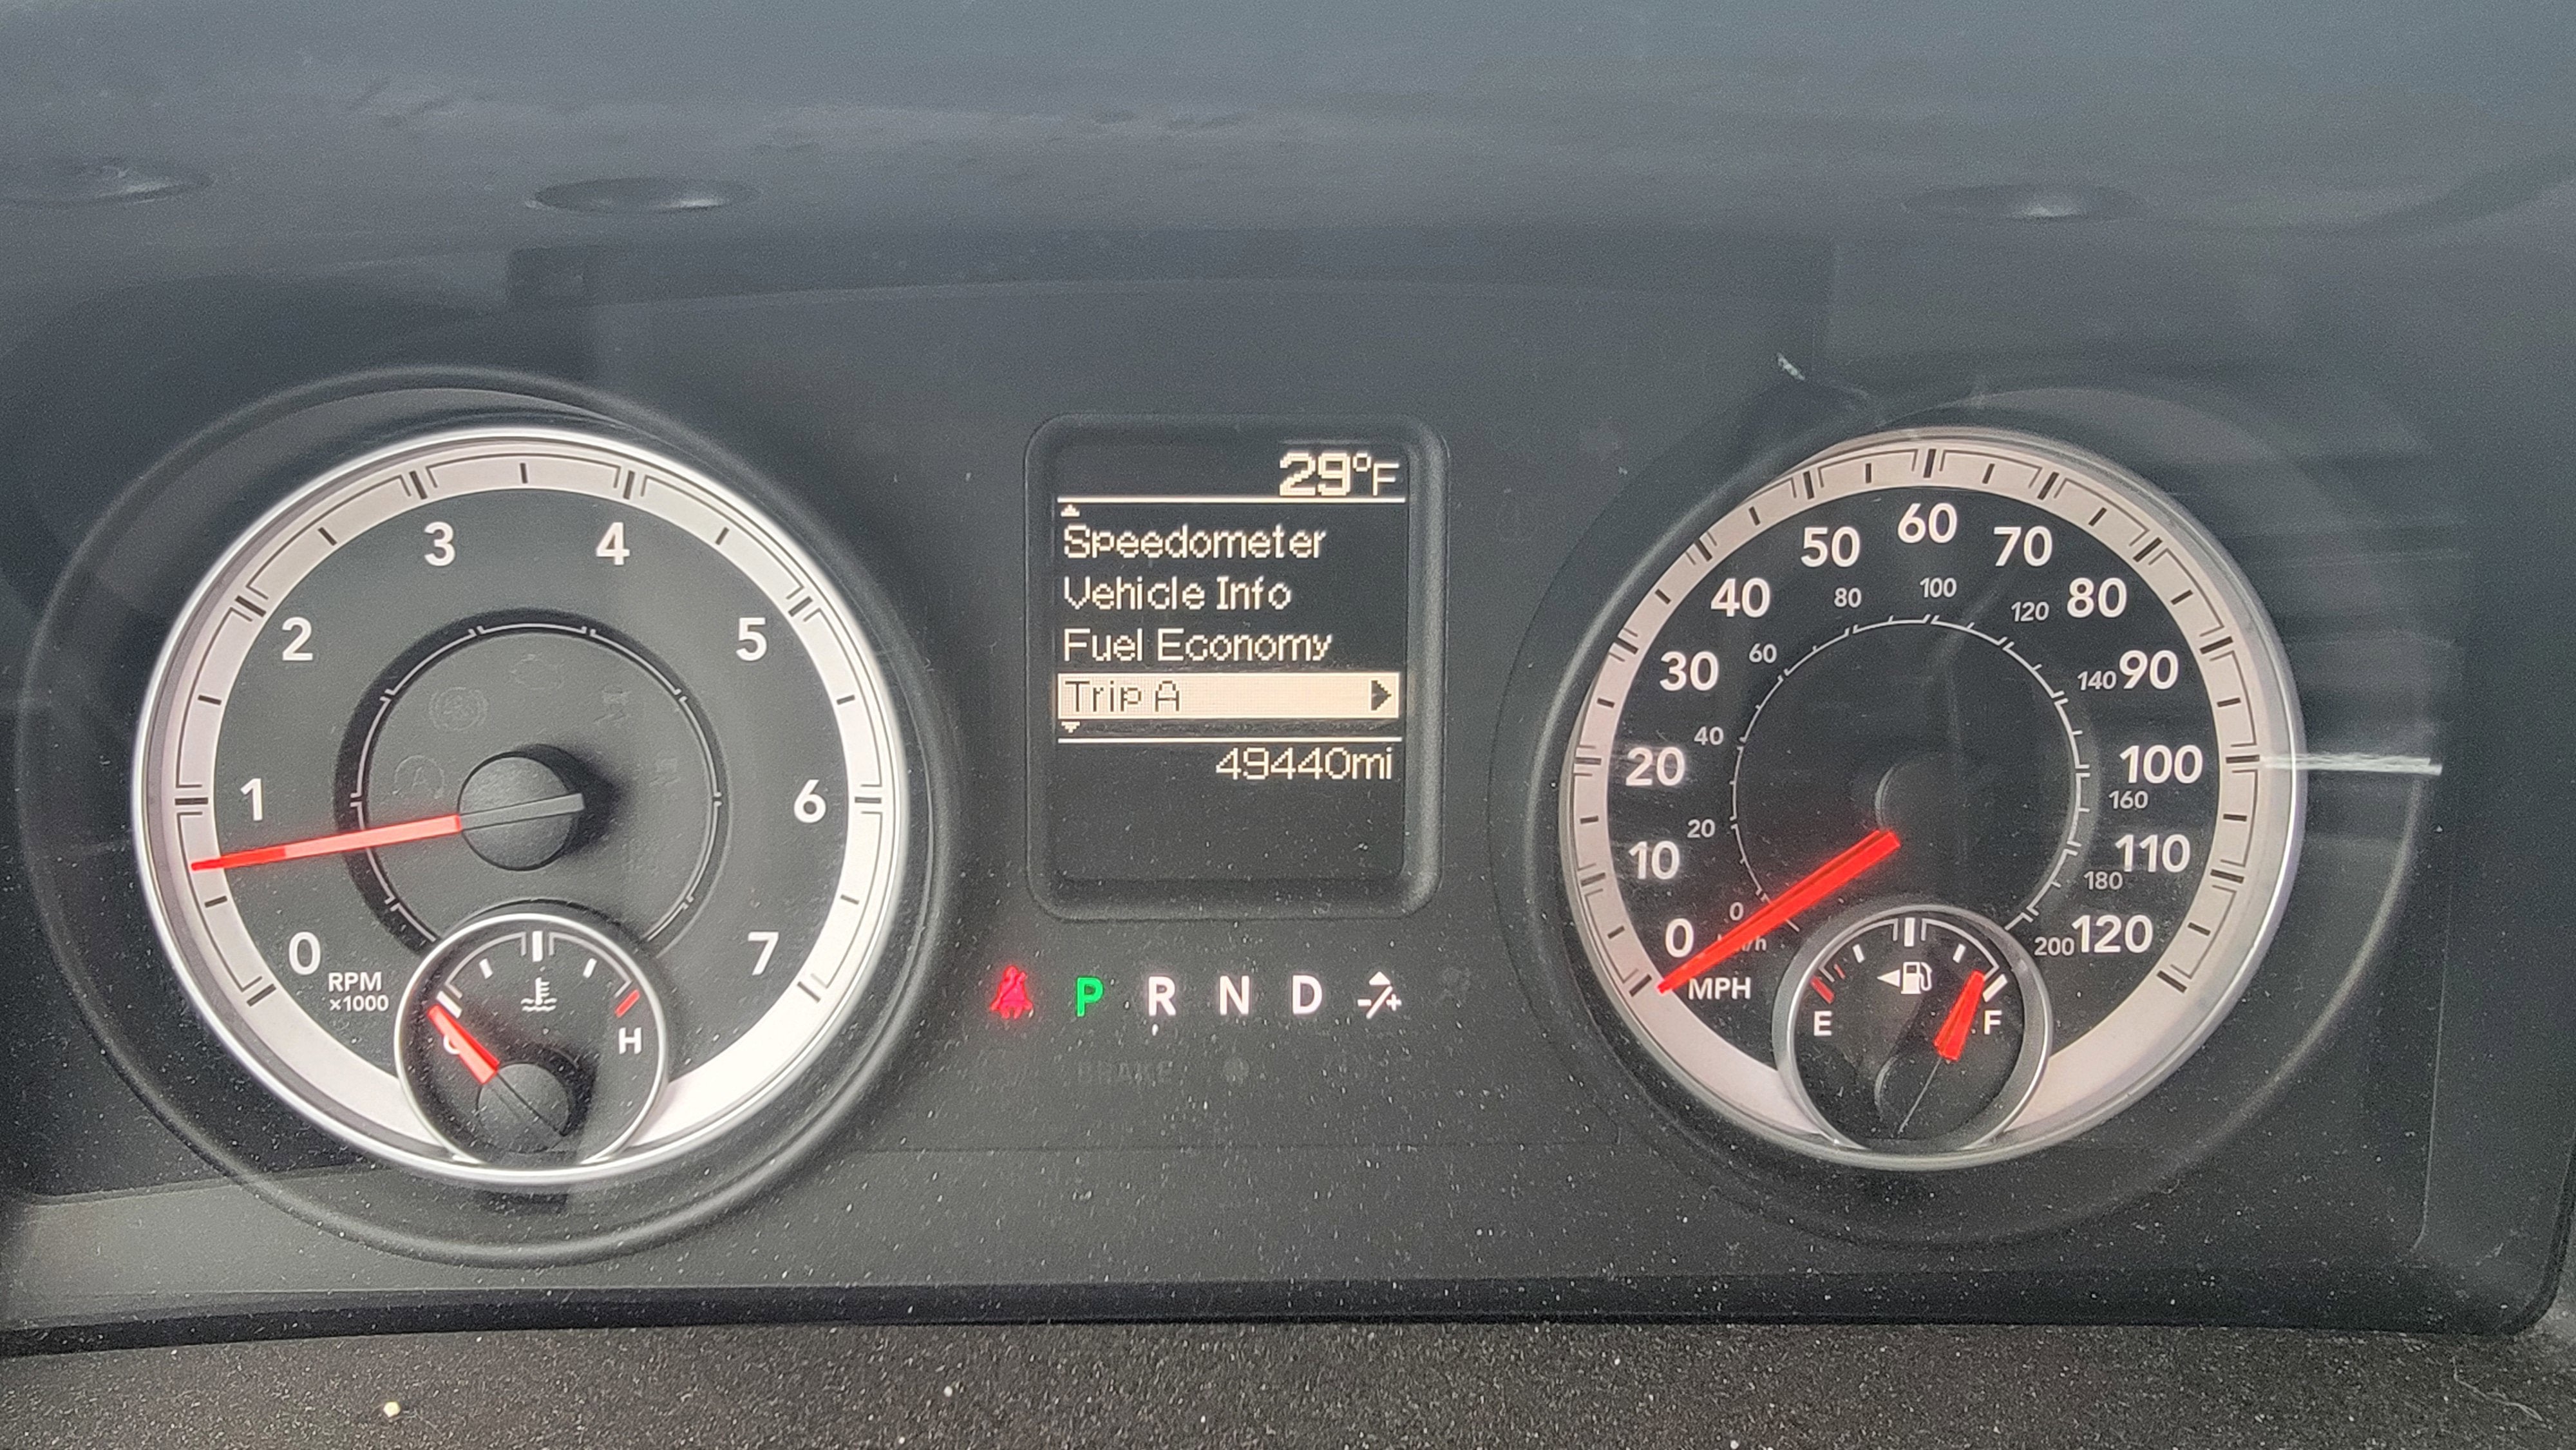 0 1 2 3 4 5 6 7
RPM
x1000
H
29°F
Speedometer
Vehicle Info
Fuel Economy
Trip A
49440mi
P R N D -/+
BRAKE
0 10 20 30 40 50 60 70 80 90 100 110 120
MPH
0 20 40 60 80 100 120 140 160 180 200
E F